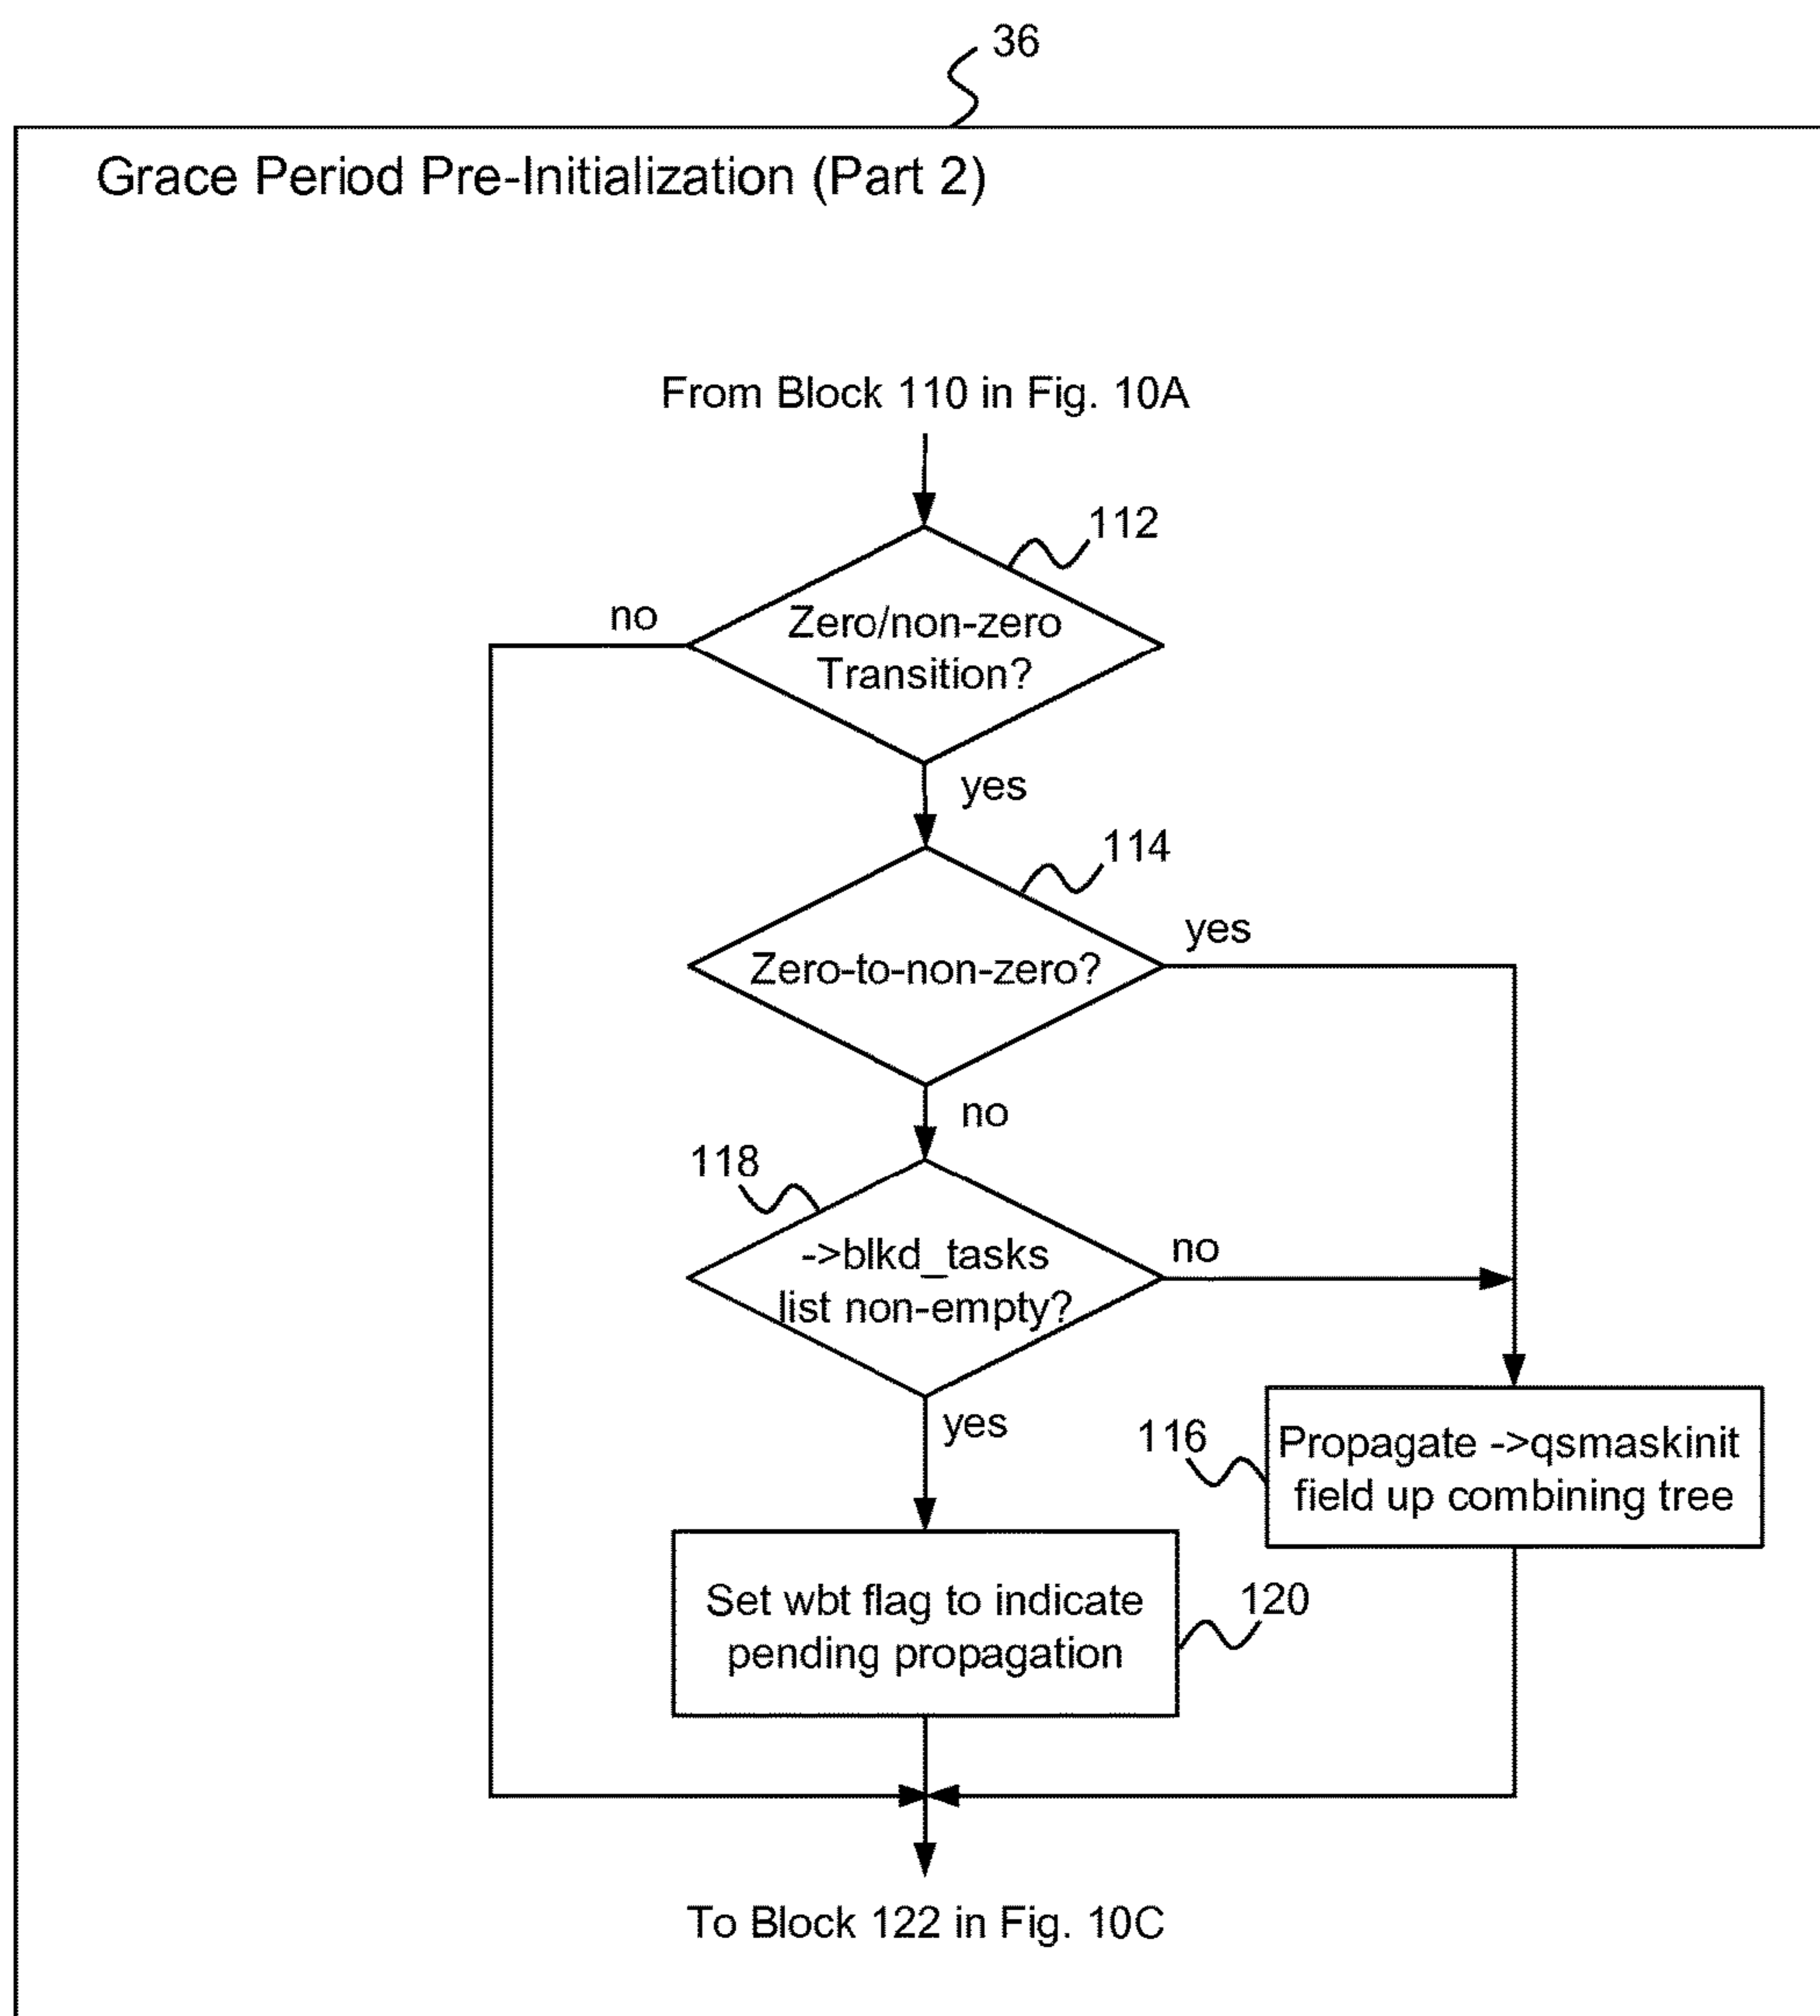 36
Grace Period Pre-Initialization (Part 2)
From Block 110 in Fig. 10A
112
no
Zero/non-zero
Transition?
yes
114
yes
Zero-to-non-zero?
no
118
->blkd_tasks
list non-empty?
no
yes
116
Propagate ->qsmaskinit
field up combining tree
Set wbt flag to indicate
pending propagation
120
To Block 122 in Fig. 10C